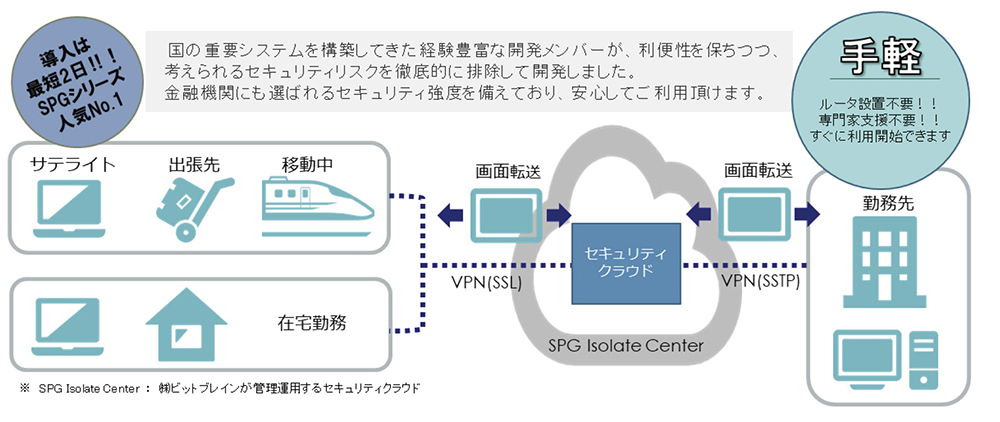 導入は
最短2日!!
SPGシリーズ
人気No.1
国の重要システムを構築してきた経験豊富な開発メンバーが、利便性を保ちつつ、
考えられるセキュリティリスクを徹底的に排除して開発しました。
金融機関にも選ばれるセキュリティ強度を備えており、安心してご利用頂けます。
手軽
ルータ設置不要!!
専門家支援不要!!
すぐに利用開始できます
サテライト
出張先
移動中
画面転送
画面転送
勤務先
セキュリティ
クラウド
VPN(SSL)
VPN(SSTP)
在宅勤務
SPG Isolate Center
※ SPG Isolate Center : ㈱ビットブレインが管理運用するセキュリティクラウド